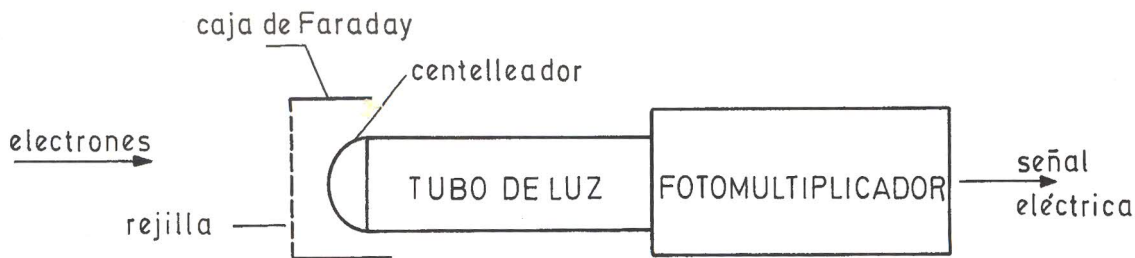 caja de Faraday
centelleador
electrones
TUBO DE LUZ
FOTOMULTIPLICADOR
señal
eléctrica
rejilla